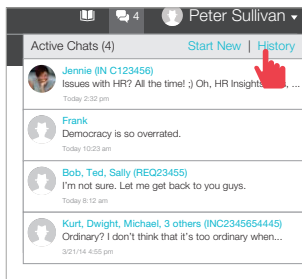 4 Peter Sullivan
Active Chats (4) Start New | History
Jennie (IN C123456)
Issues with HR? All the time! ;) Oh, HR Insights ...
Today 2:32 pm
Frank
Democracy is so overrated.
Today 10:23 am
Bob, Ted, Sally (REQ23455)
I'm not sure. Let me get back to you guys.
Today 8:12 am
Kurt, Dwight, Michael, 3 others (INC2345654445)
Ordinary? I don't think that it's too ordinary when...
3/21/14 4:55 pm